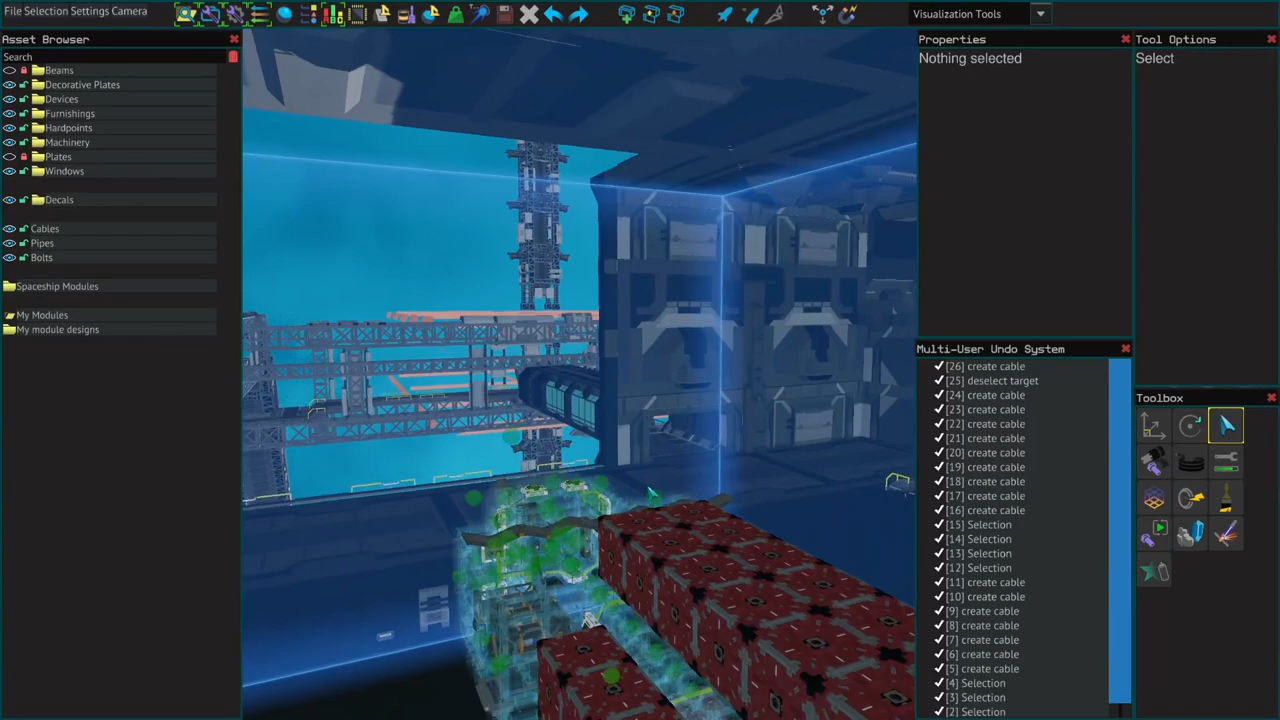 File Selection Settings Camera
Visualization Tools
Asset Browser
Search
Beams
Decorative Plates
Devices
Furnishings
Hardpoints
Machinery
Plates
Windows
Decals
Cables
Pipes
Bolts
Spaceship Modules
My Modules
My module designs
Properties
Nothing selected
Tool Options
Select
Multi-User Undo System
[26] create cable
[25] deselect target
[24] create cable
[23] create cable
[22] create cable
[21] create cable
[20] create cable
[19] create cable
[18] create cable
[17] create cable
[16] create cable
[15] Selection
[14] Selection
[13] Selection
[12] Selection
[11] create cable
[10] create cable
[9] create cable
[8] create cable
[7] create cable
[6] create cable
[5] create cable
[4] Selection
[3] Selection
[2] Selection
Toolbox